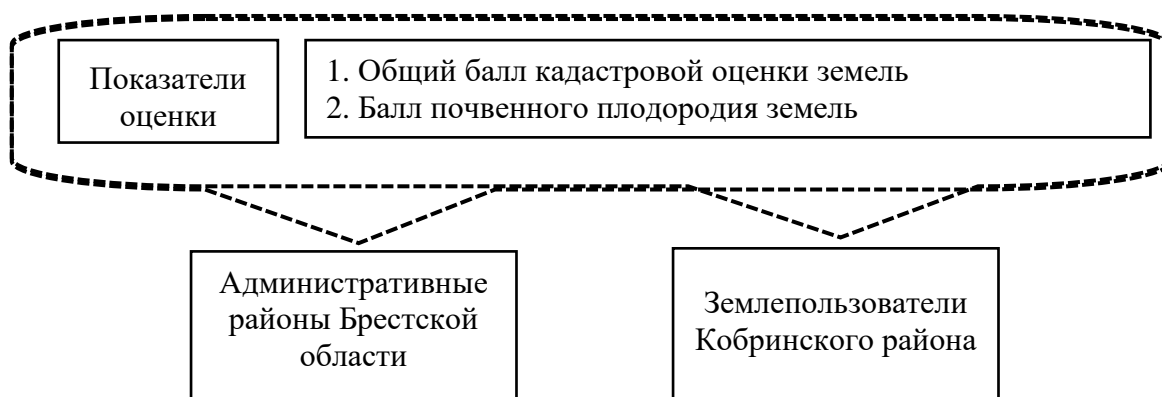 Показатели
оценки
1. Общий балл кадастровой оценки земель
2. Балл почвенного плодородия земель
Административные
районы Брестской
области
Землепользователи
Кобринского района